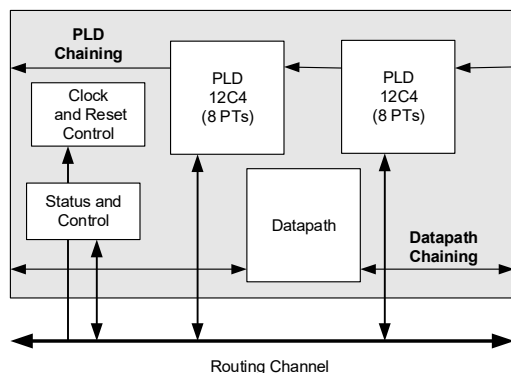 PLD
Chaining
PLD
12C4
(8 PTs)
PLD
12C4
(8 PTs)
Clock
and Reset
Control
Status and
Control
Datapath
Datapath
Chaining
Routing Channel